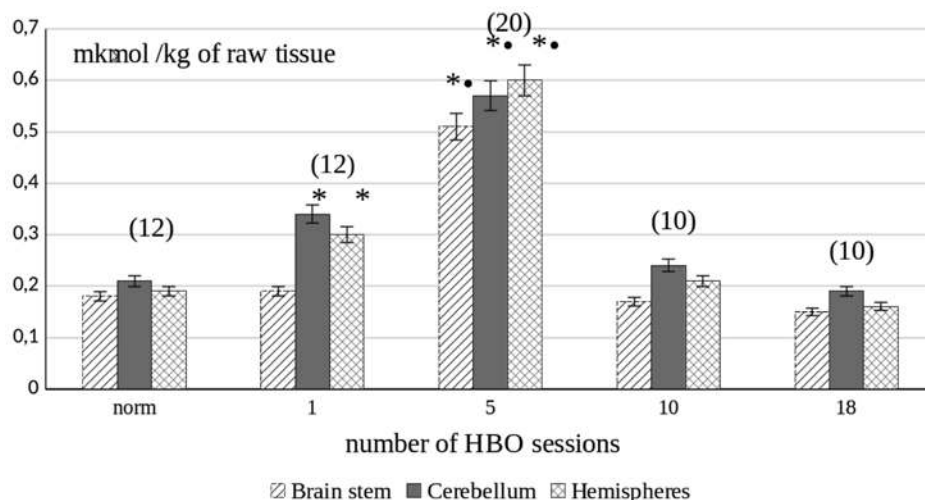 0,7
0,6
0,5
0,4
0,3
0,2
0,1
0
mkmol /kg of raw tissue
(12)
(12)
* *
(20)
*• *• *•
(10)
(10)
norm 1 5 10 18
number of HBO sessions
Brain stem Cerebellum Hemispheres